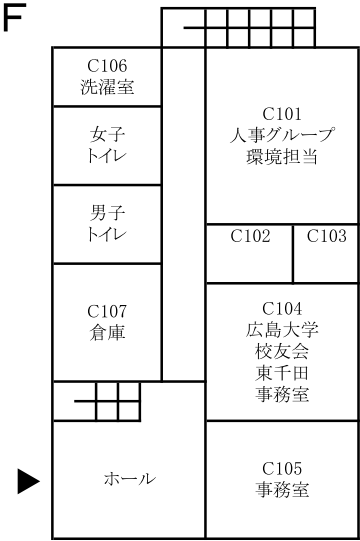 F
C106
洗濯室
女子
トイレ
男子
トイレ
C107
倉庫
C101
人事グループ
環境担当
C102
C103
C104
広島大学
校友会
東千田
事務室
ホール
C105
事務室